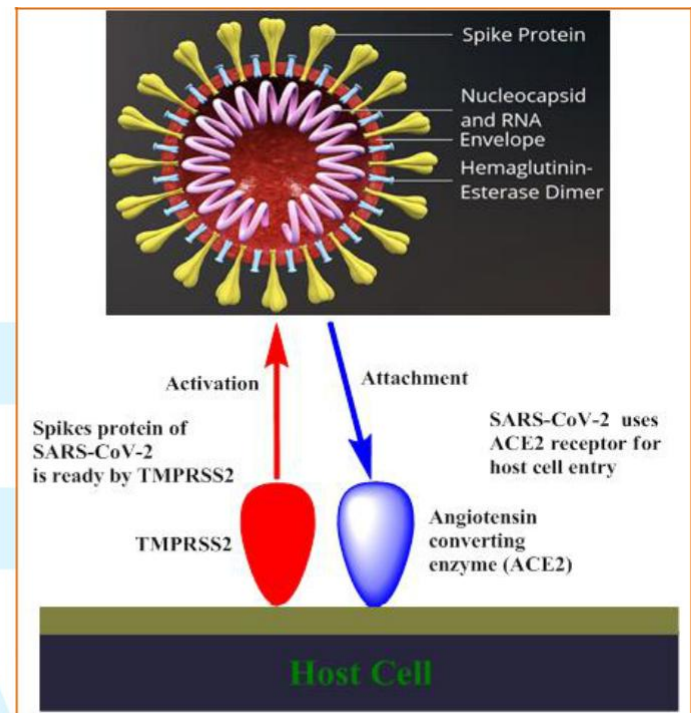 Spike Protein
Nucleocapsid
and RNA
Envelope
Hemaglutinin-
Esterase Dimer
Activation
Attachment
Spikes protein of
SARS-CoV-2
is ready by TMPRSS2
SARS-CoV-2 uses
ACE2 receptor for
host cell entry
TMPRSS2
Angiotensin
converting
enzyme (ACE2)
Host Cell